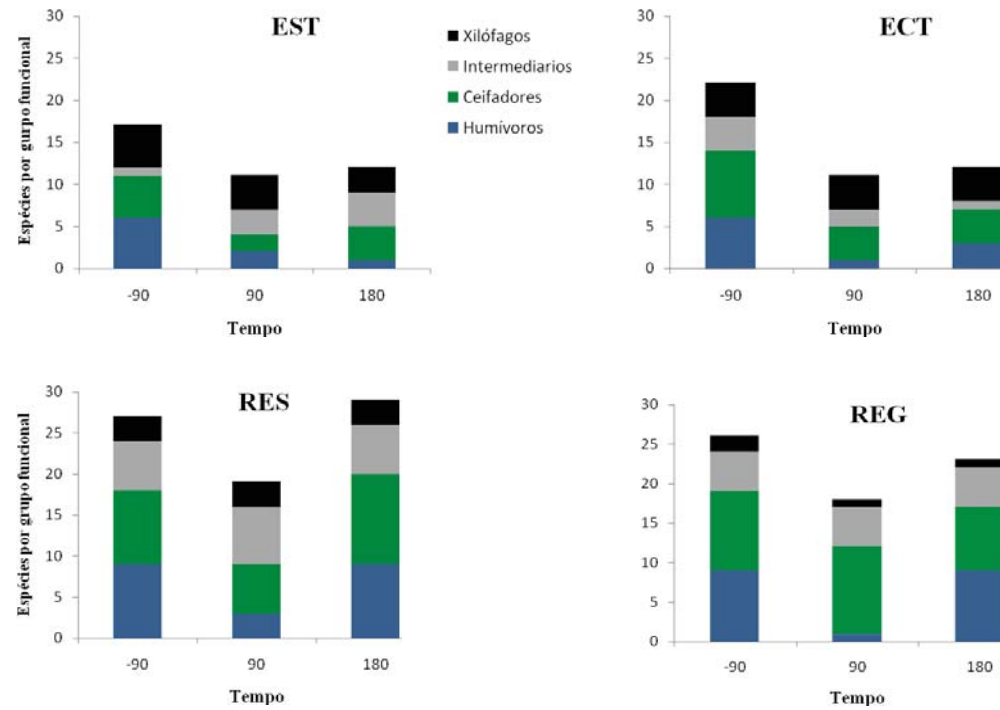 EST
Espécies por gurpo funcional
30
25
20
15
10
5
0
-90
90
180
Tempo
Xilófagos
Intermediarios
Ceifadores
Humívoros
ECT
30
25
20
15
10
5
0
-90
90
180
Tempo
RES
Espécies por grupo funcional
30
25
20
15
10
5
0
-90
90
180
Tempo
REG
30
25
20
15
10
5
0
-90
90
180
Tempo